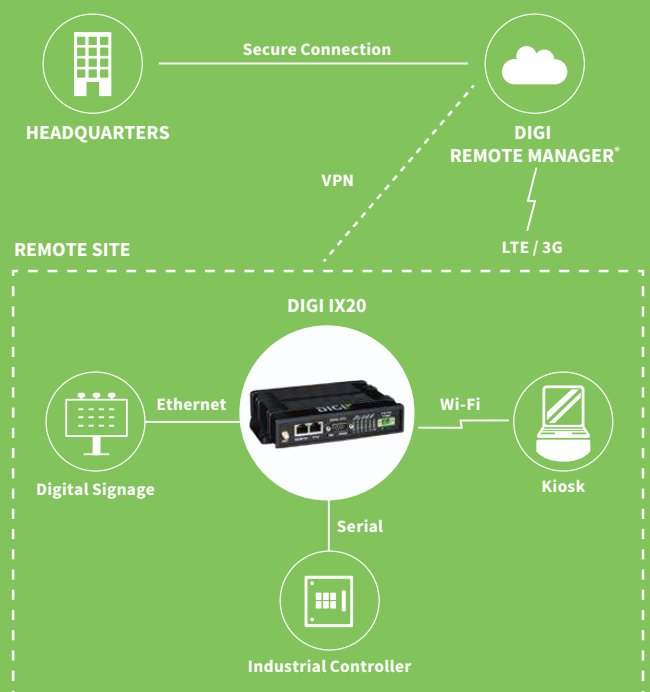 Secure Connection
HEADQUARTERS
DIGI
REMOTE MANAGER®
VPN
LTE / 3G
REMOTE SITE
DIGI IX20
DIGI
Ethernet
Wi-Fi
Digital Signage
Kiosk
Serial
Industrial Controller